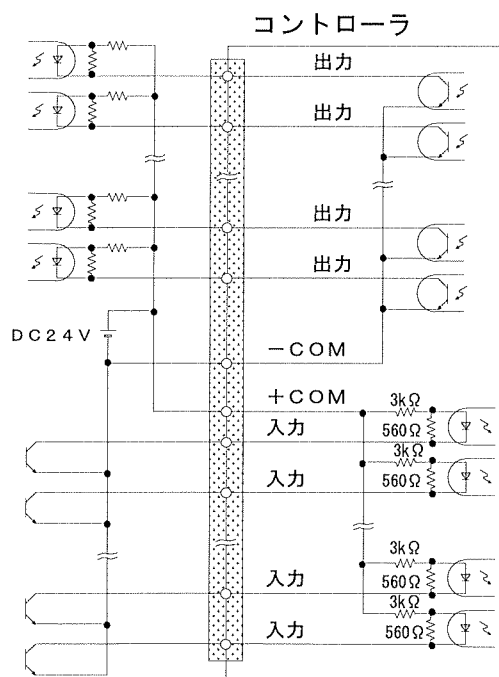 コントローラ
出力
出力
出力
出力
DC24V
－COM
＋COM
3kΩ
入力
560Ω
3kΩ
入力
560Ω
3kΩ
入力
560Ω
3kΩ
入力
560Ω